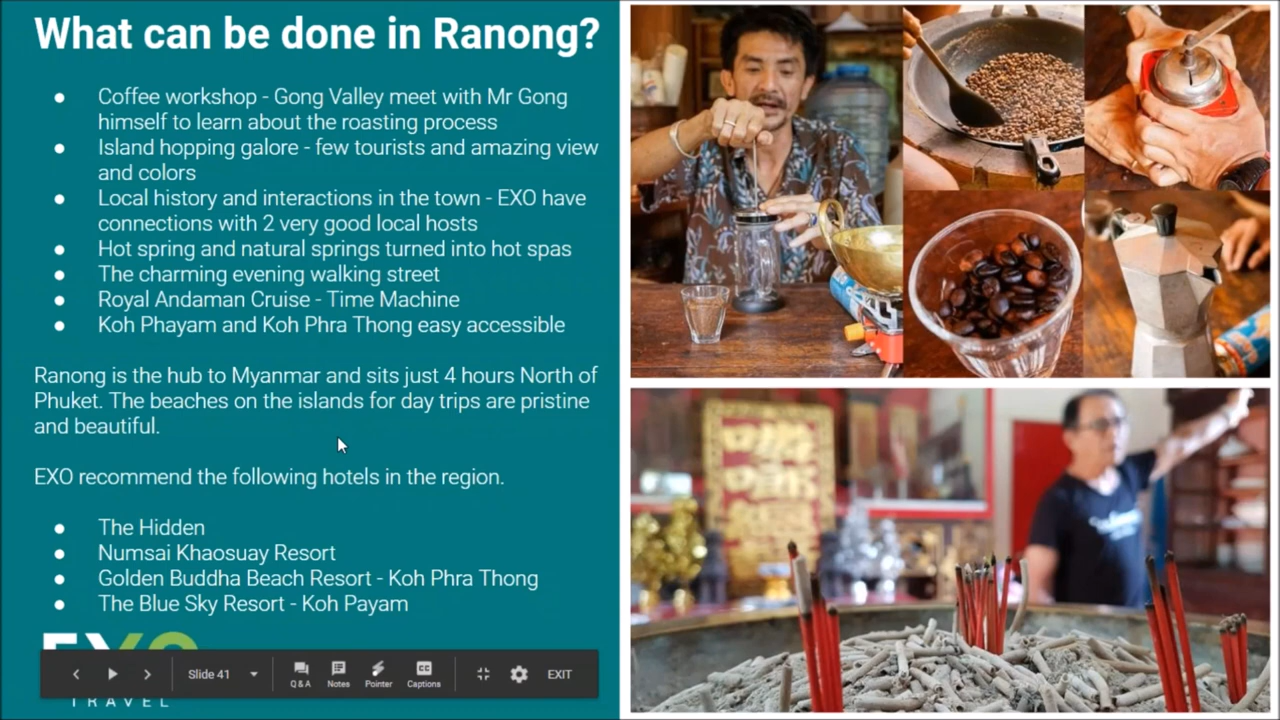 What can be done in Ranong?
● Coffee workshop - Gong Valley meet with Mr Gong
himself to learn about the roasting process
● Island hopping galore - few tourists and amazing view
and colors
● Local history and interactions in the town - EXO have
connections with 2 very good local hosts
● Hot spring and natural springs turned into hot spas
● The charming evening walking street
● Royal Andaman Cruise - Time Machine
● Koh Phayam and Koh Phra Thong easy accessible
Ranong is the hub to Myanmar and sits just 4 hours North of
Phuket. The beaches on the islands for day trips are pristine
and beautiful.
EXO recommend the following hotels in the region.
● The Hidden
● Numsai Khaosuay Resort
● Golden Buddha Beach Resort - Koh Phra Thong
● The Blue Sky Resort - Koh Payam
EXO
Slide 41
Q&A
Notes
Pointer
CC
Captions
EXIT
TRAVEL